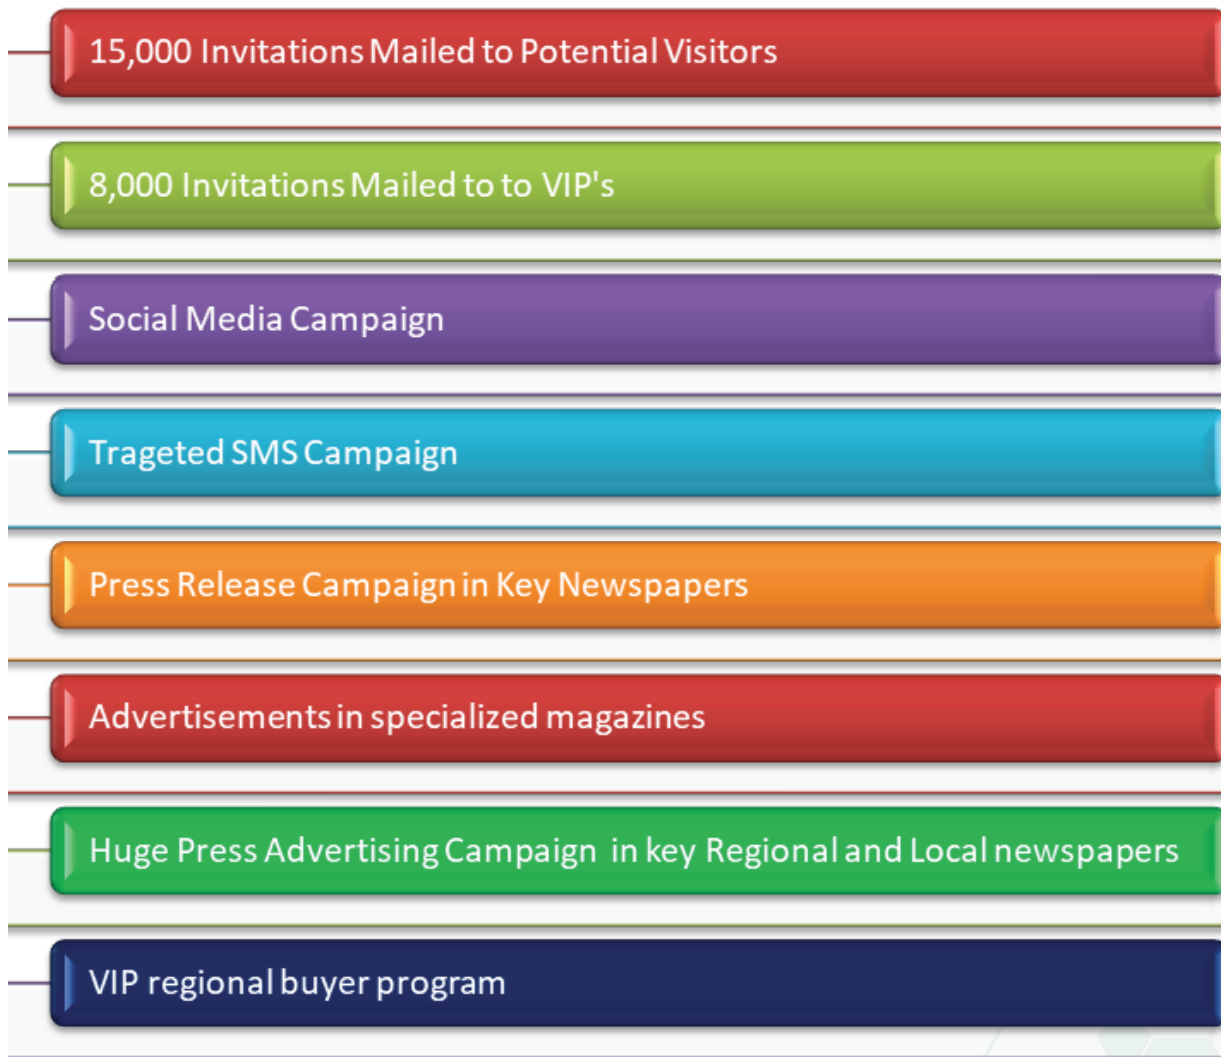 15,000 Invitations Mailed to Potential Visitors
8,000 Invitations Mailed to to VIP's
Social Media Campaign
Trageted SMS Campaign
Press Release Campaign in Key Newspapers
Advertisements in specialized magazines
Huge Press Advertising Campaign in key Regional and Local newspapers
VIP regional buyer program